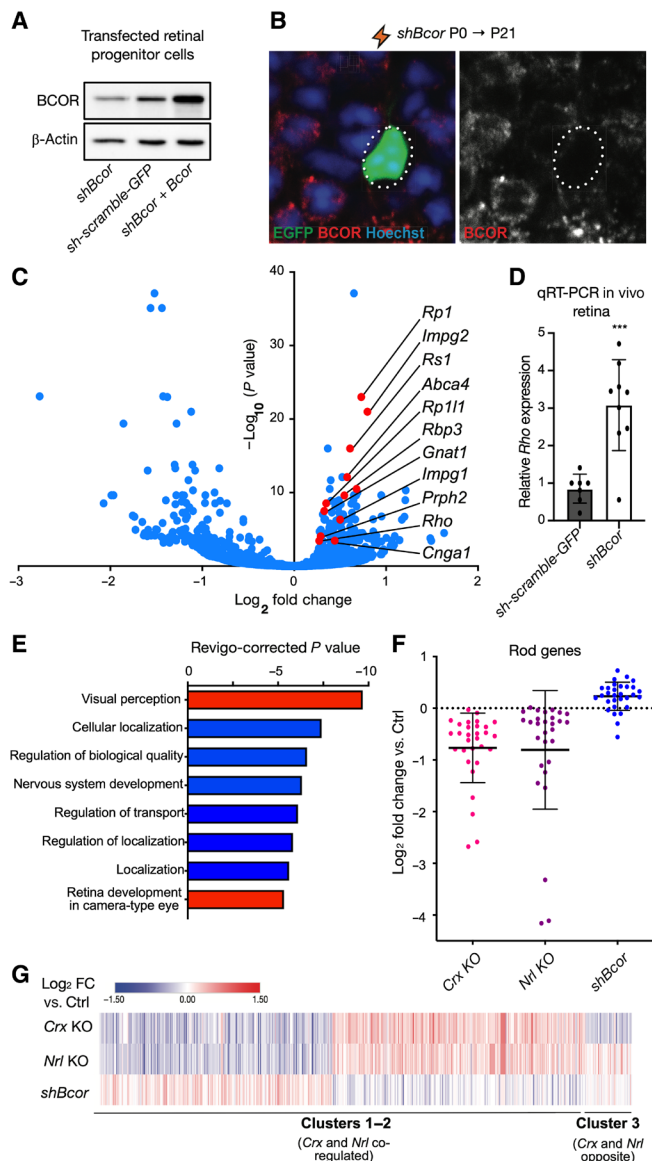 A
Transfected retinal
progenitor cells
BCOR
β-Actin
shBcor
sh-scramble-GFP
shBcor + Bcor
B
shBcor P0 → P21
EGFP BCOR Hoechst
BCOR
C
40
30
20
10
−Log10 (P value)
−3
−2
−1
0
1
2
Log2 fold change
Rp1
Impg2
Rs1
Abca4
Rp1l1
Rbp3
Gnat1
Impg1
Prph2
Rho
Cnga1
D
qRT-PCR in vivo
retina
***
Relative Rho expression
5
4
3
2
1
0
sh-scramble-GFP
shBcor
E
Revigo-corrected P value
0
−5
−10
Visual perception
Cellular localization
Regulation of biological quality
Nervous system development
Regulation of transport
Regulation of localization
Localization
Retina development
in camera-type eye
F
Rod genes
Log2 fold change vs. Ctrl
1
0
−1
−2
−3
−4
Crx KO
Nrl KO
shBcor
G
Log2 FC
vs. Ctrl
−1.50
0.00
1.50
Crx KO
Nrl KO
shBcor
Clusters 1–2
(Crx and Nrl co-
regulated)
Cluster 3
(Crx and Nrl
opposite)